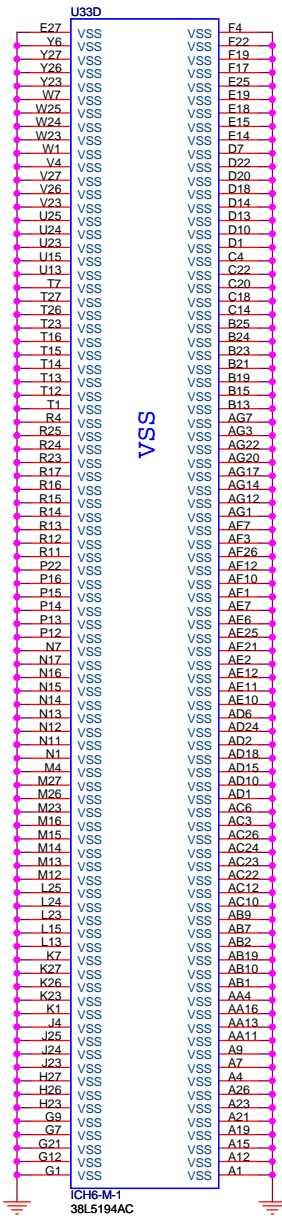 U33D
E27 VSS VSS F4
Y6 VSS VSS F22
Y27 VSS VSS F19
Y26 VSS VSS F17
Y23 VSS VSS E25
W7 VSS VSS E19
W25 VSS VSS E18
W24 VSS VSS E15
W23 VSS VSS E14
W1 VSS VSS D7
V4 VSS VSS D22
V27 VSS VSS D20
V26 VSS VSS D18
V23 VSS VSS D14
U25 VSS VSS D13
U24 VSS VSS D10
U23 VSS VSS D1
U15 VSS VSS C4
U13 VSS VSS C22
T7 VSS VSS C20
T27 VSS VSS C18
T26 VSS VSS C14
T23 VSS VSS B25
T16 VSS VSS B24
T15 VSS VSS B23
T14 VSS VSS B21
T13 VSS VSS B19
T12 VSS VSS B15
T1 VSS VSS B13
R4 VSS VSS AG7
R25 VSS VSS AG3
VSS
R24 VSS VSS AG22
R23 VSS VSS AG20
R17 VSS VSS AG17
R16 VSS VSS AG14
R15 VSS VSS AG12
R14 VSS VSS AG1
R13 VSS VSS AF7
R12 VSS VSS AF3
R11 VSS VSS AF26
P22 VSS VSS AF12
P16 VSS VSS AF10
P15 VSS VSS AF1
P14 VSS VSS AE7
P13 VSS VSS AE6
P12 VSS VSS AE25
N7 VSS VSS AE21
N17 VSS VSS AE2
N16 VSS VSS AE12
N15 VSS VSS AE11
N14 VSS VSS AE10
N13 VSS VSS AD6
N12 VSS VSS AD24
N11 VSS VSS AD2
N1 VSS VSS AD18
M4 VSS VSS AD15
M27 VSS VSS AD10
M26 VSS VSS AD1
M23 VSS VSS AC6
M16 VSS VSS AC3
M15 VSS VSS AC26
M14 VSS VSS AC24
M13 VSS VSS AC23
M12 VSS VSS AC22
L25 VSS VSS AC12
L24 VSS VSS AC10
L23 VSS VSS AB9
L15 VSS VSS AB7
L13 VSS VSS AB2
K7 VSS VSS AB19
K27 VSS VSS AB10
K26 VSS VSS AB1
K23 VSS VSS AA4
K1 VSS VSS AA16
J4 VSS VSS AA13
J25 VSS VSS AA11
J24 VSS VSS A9
J23 VSS VSS A7
H27 VSS VSS A4
H26 VSS VSS A26
H23 VSS VSS A23
G9 VSS VSS A21
G7 VSS VSS A19
G21 VSS VSS A15
G12 VSS VSS A12
G1 VSS VSS A1
ICH6-M-1
38L5194AC